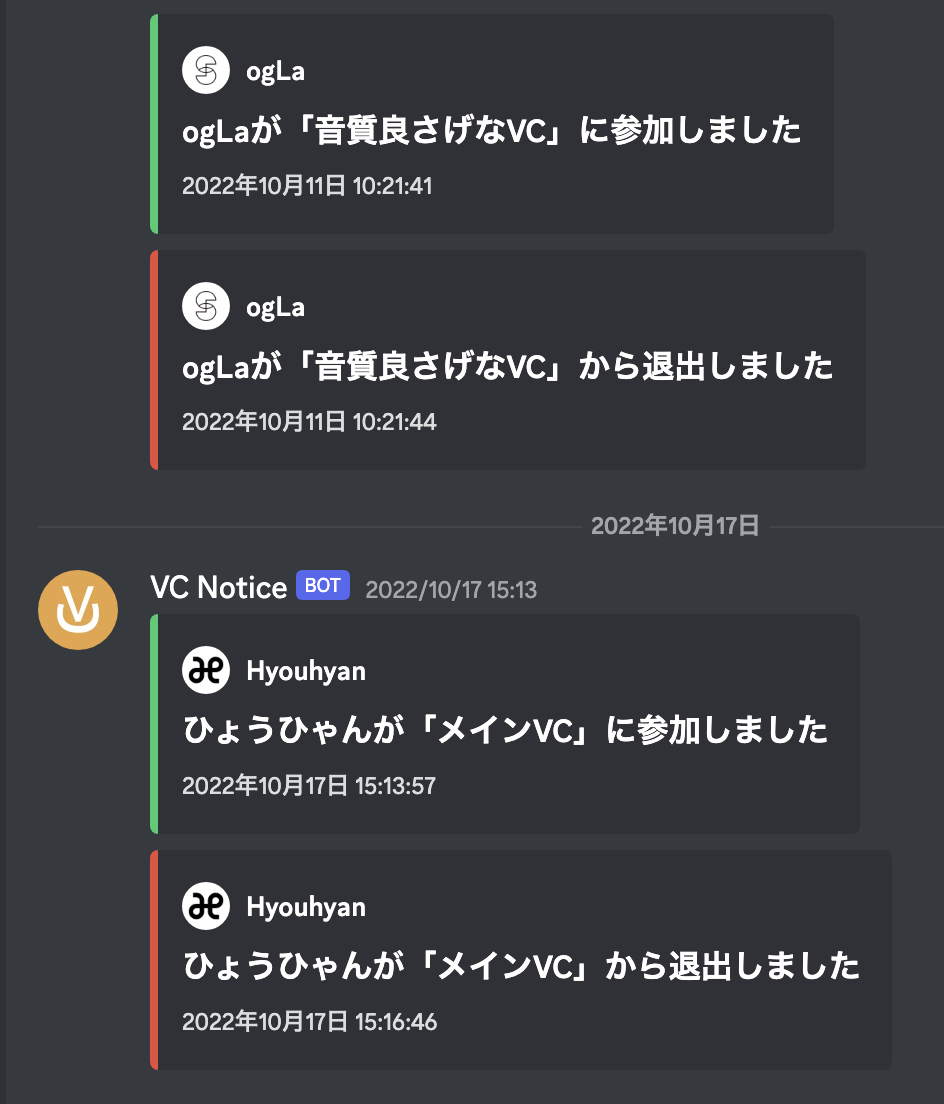 ogLa
ogLaが「音質良さげなVC」に参加しました
2022年10月11日 10:21:41
ogLa
ogLaが「音質良さげなVC」から退出しました
2022年10月11日 10:21:44
2022年10月17日
VC Notice BOT 2022/10/17 15:13
Hyouhyan
ひょうひゃんが「メインVC」に参加しました
2022年10月17日 15:13:57
Hyouhyan
ひょうひゃんが「メインVC」から退出しました
2022年10月17日 15:16:46